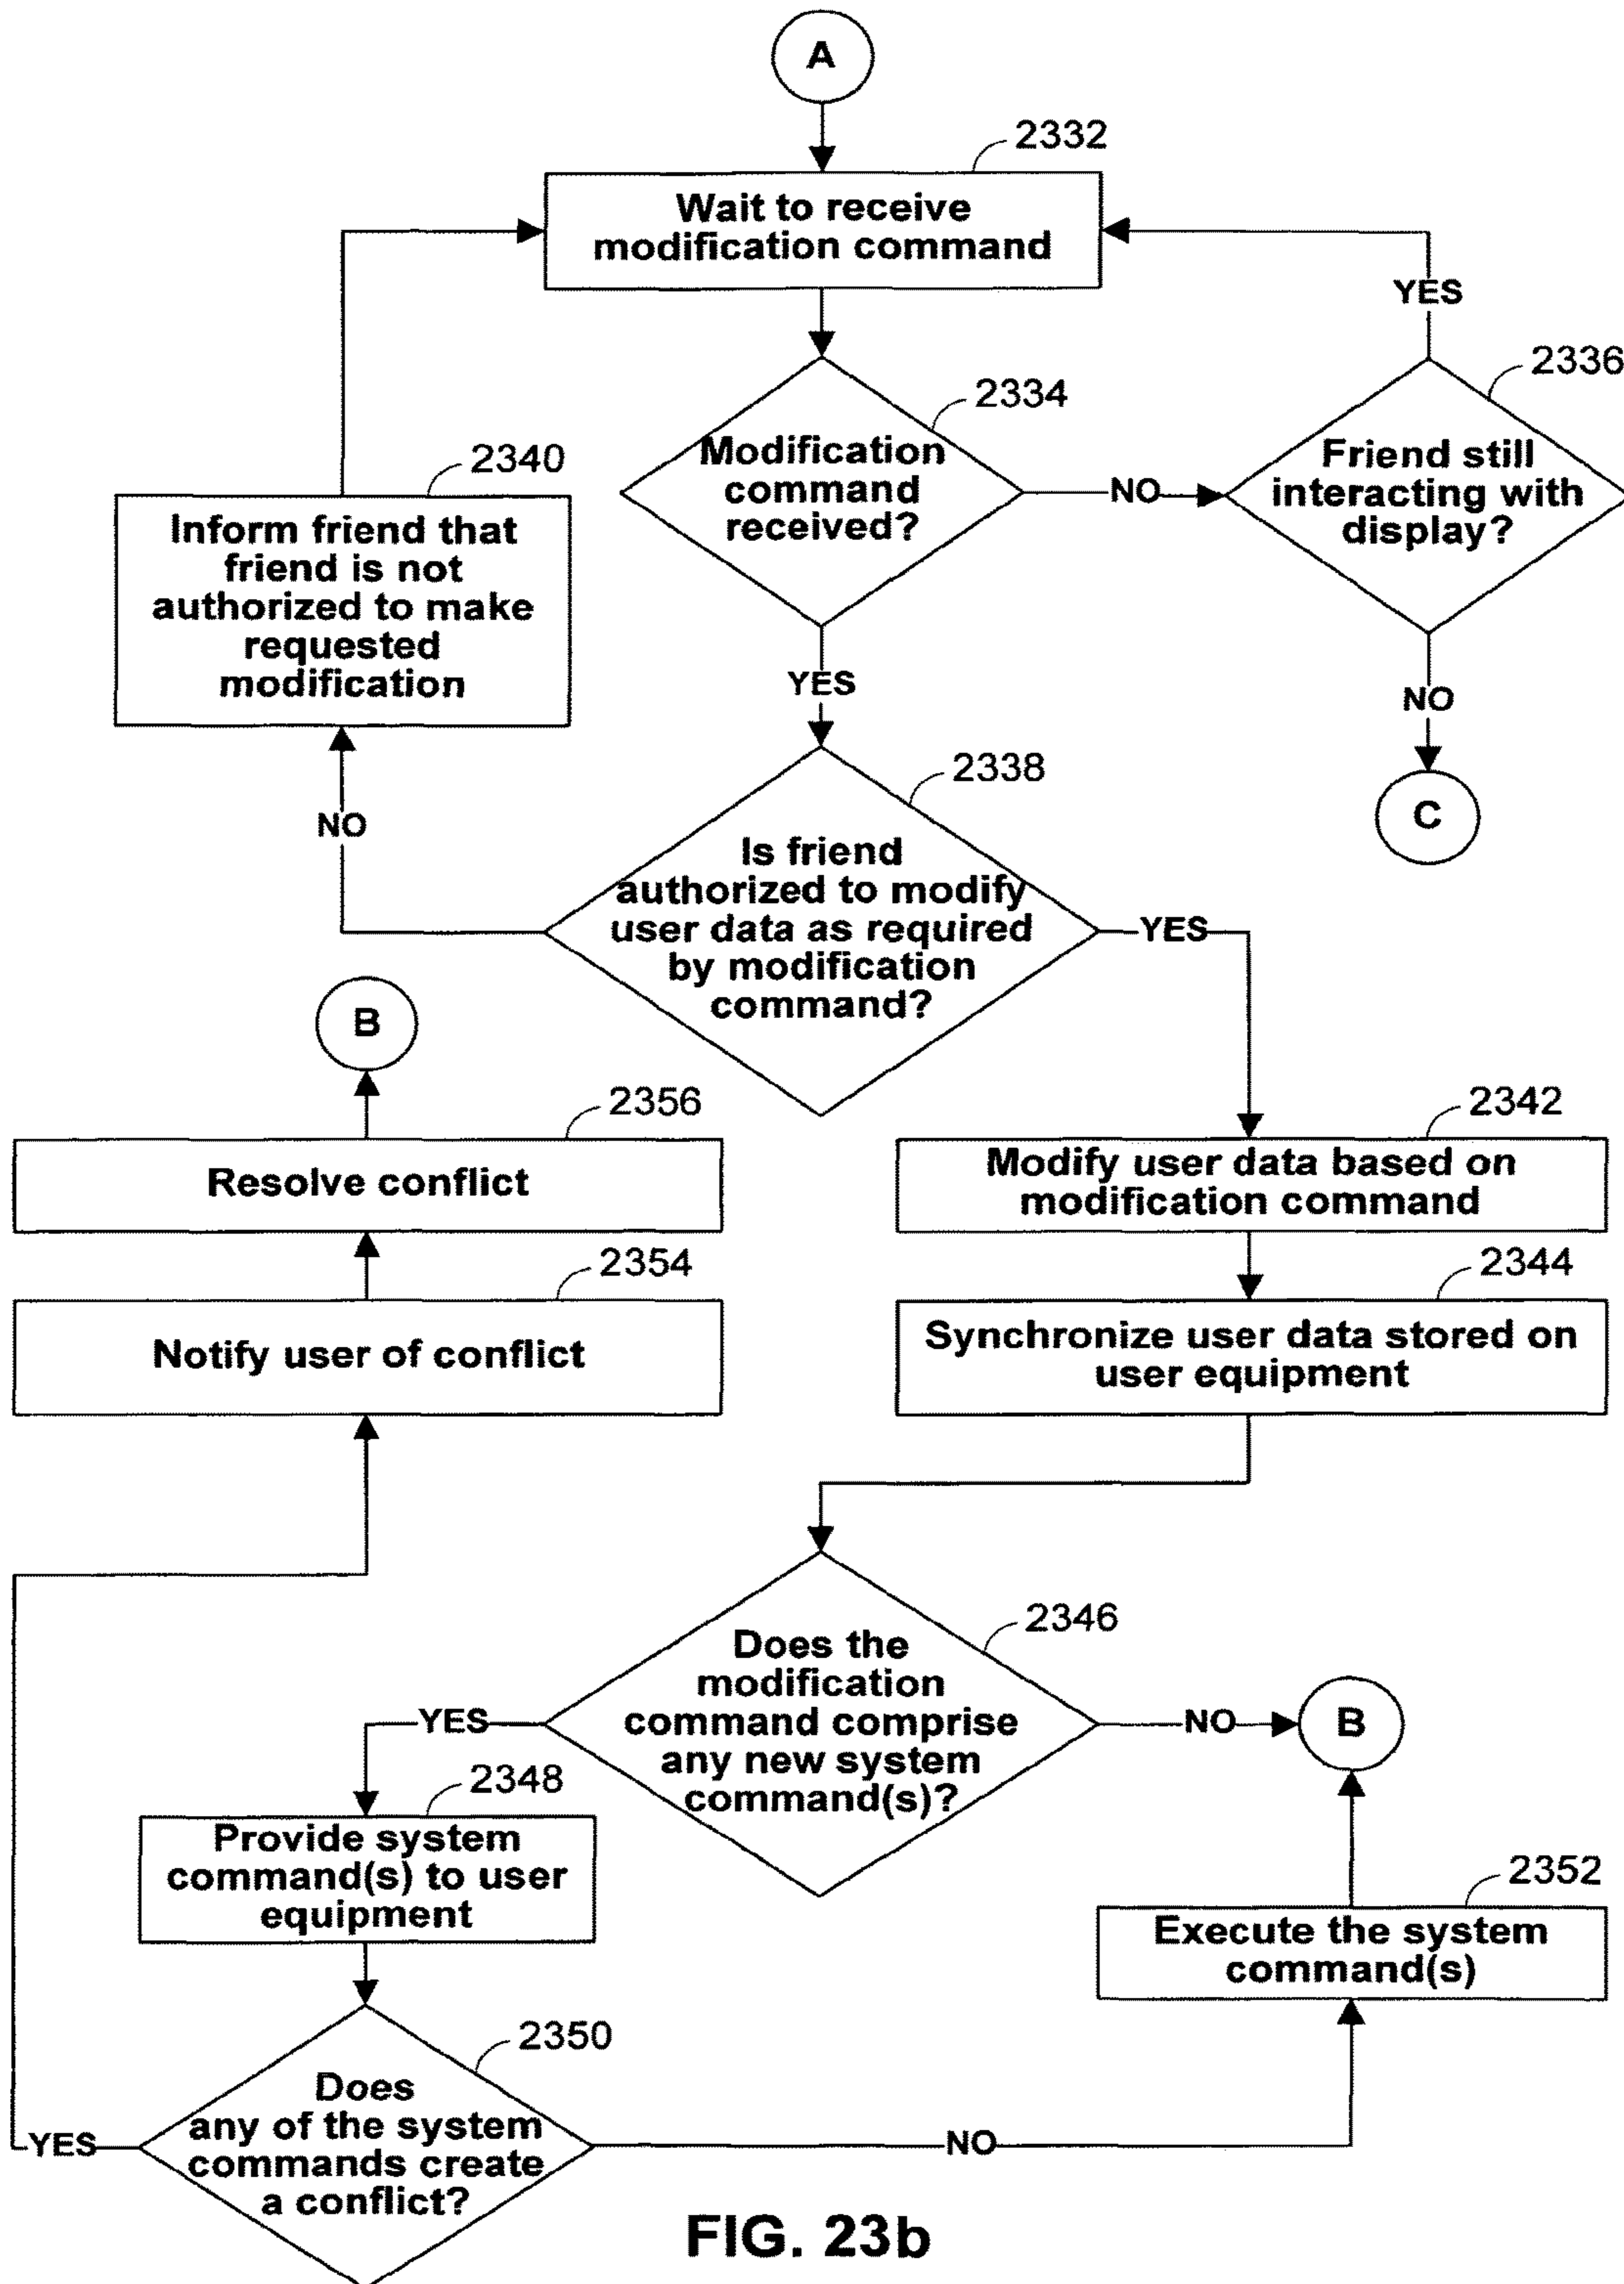 A
2332
Wait to receive
modification command
YES
2336
2334
Modification
command
received?
NO
Friend still
interacting with
display?
2340
Inform friend that
friend is not
authorized to make
requested
modification
YES
NO
C
2338
NO
Is friend
authorized to modify
user data as required
by modification
command?
YES
B
2356
Resolve conflict
2342
Modify user data based on
modification command
2354
Notify user of conflict
2344
Synchronize user data stored on
user equipment
2346
Does the
modification
command comprise
any new system
command(s)?
YES
NO
B
2348
Provide system
command(s) to user
equipment
2352
Execute the system
command(s)
2350
Does
any of the system
commands create
a conflict?
YES
NO
FIG. 23b